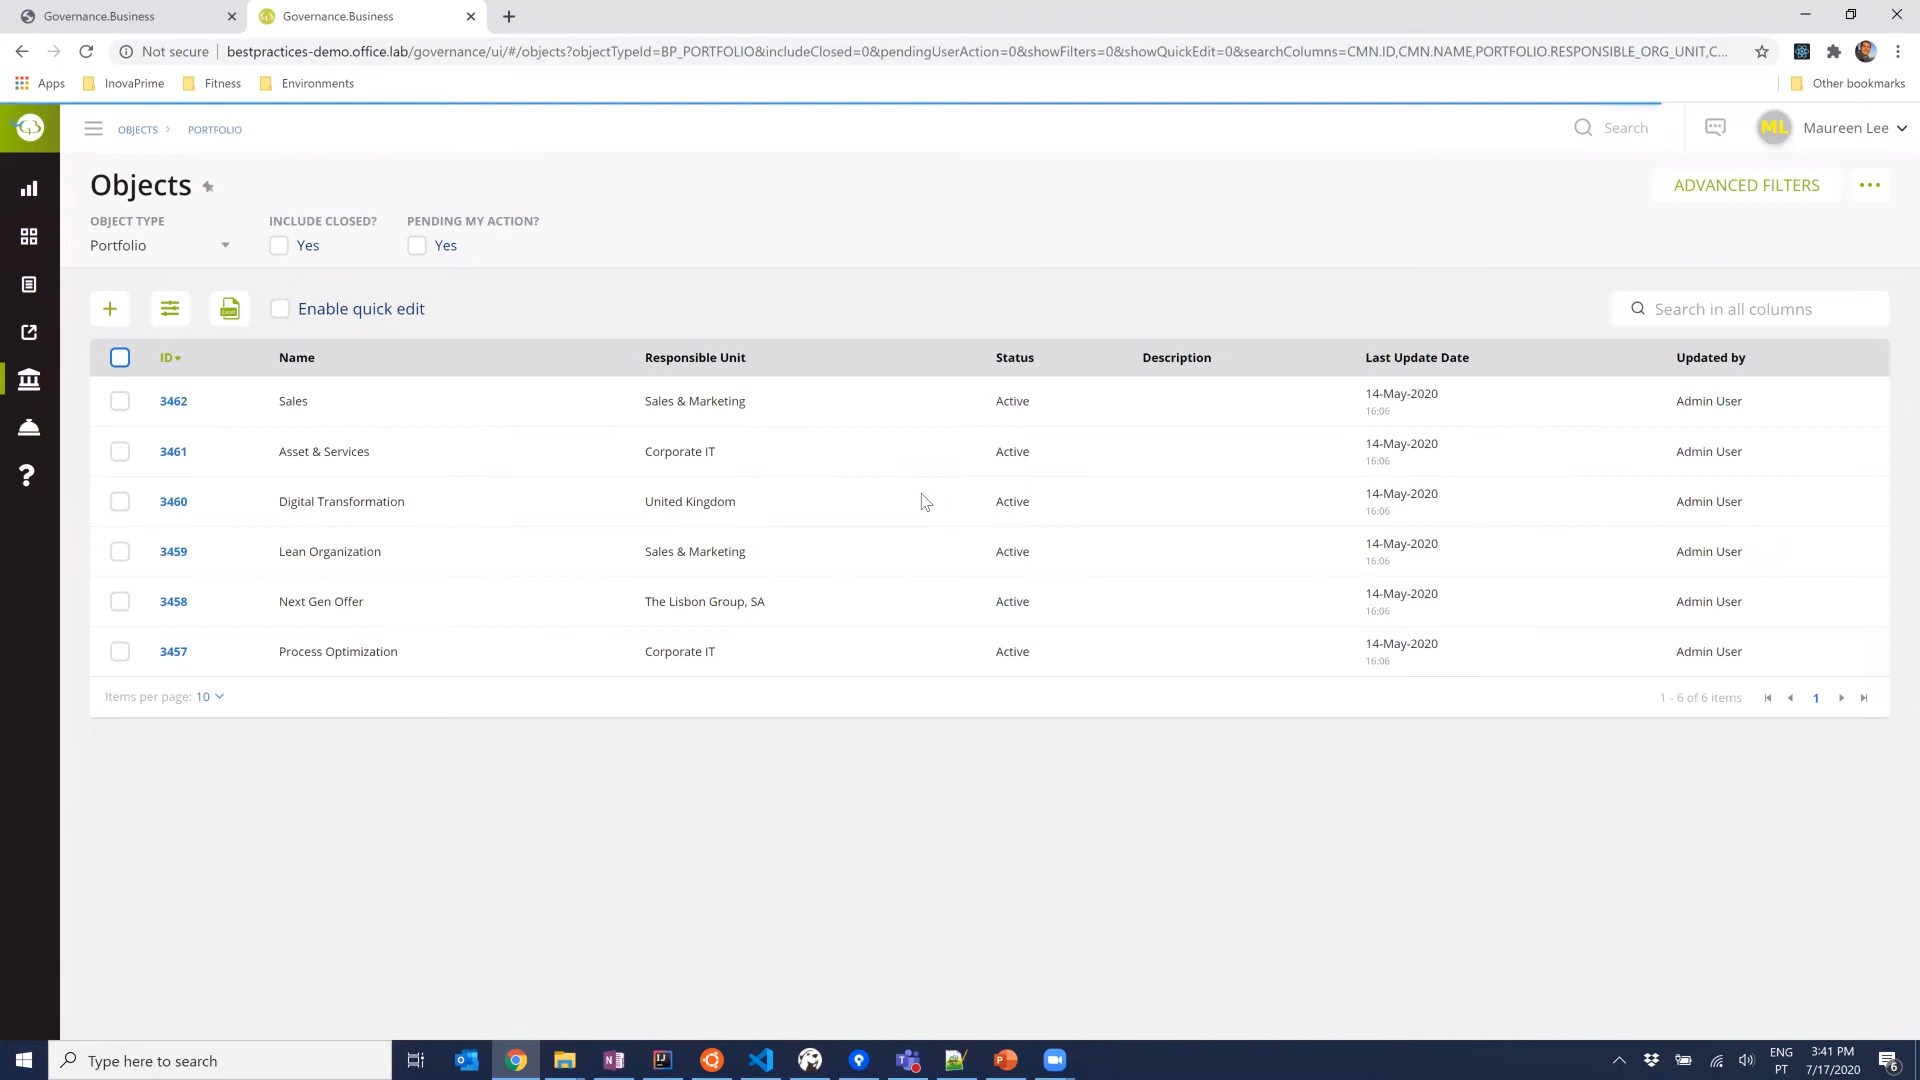 Governance.Business
Governance.Business
Not secure
bestpractices-demo.office.lab/governance/ui/#/objects?objectTypeId=BP_PORTFOLIO&includeClosed=0&pendingUserAction=0&showFilters=0&showQuickEdit=0&searchColumns=CMN.ID,CMN.NAME,PORTFOLIO.RESPONSIBLE_ORG_UNIT,C...
Apps InovaPrime Fitness Environments Other bookmarks
OBJECTS PORTFOLIO Search ML Maureen Lee
Objects ADVANCED FILTERS
OBJECT TYPE INCLUDE CLOSED? PENDING MY ACTION?
Portfolio Yes Yes
Enable quick edit Search in all columns
ID Name Responsible Unit Status Description Last Update Date Updated by
3462 Sales Sales & Marketing Active 14-May-2020 16:06 Admin User
3461 Asset & Services Corporate IT Active 14-May-2020 16:06 Admin User
3460 Digital Transformation United Kingdom Active 14-May-2020 16:06 Admin User
3459 Lean Organization Sales & Marketing Active 14-May-2020 16:06 Admin User
3458 Next Gen Offer The Lisbon Group, SA Active 14-May-2020 16:06 Admin User
3457 Process Optimization Corporate IT Active 14-May-2020 16:06 Admin User
Items per page: 10 1 - 6 of 6 items 1
Type here to search
ENG 3:41 PM
PT 7/17/2020 6